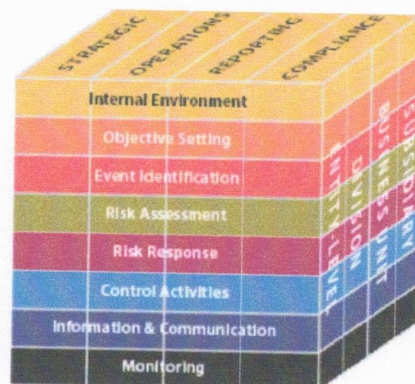 STRATEGIC
OPERATIONS
REPORTING
COMPLIANCE
Internal Environment
Objective Setting
Event Identification
Risk Assessment
Risk Response
Control Activities
Information & Communication
Monitoring
ENTITY-LEVEL
DIVISION
BUSINESS UNIT
SUBSIDIARY